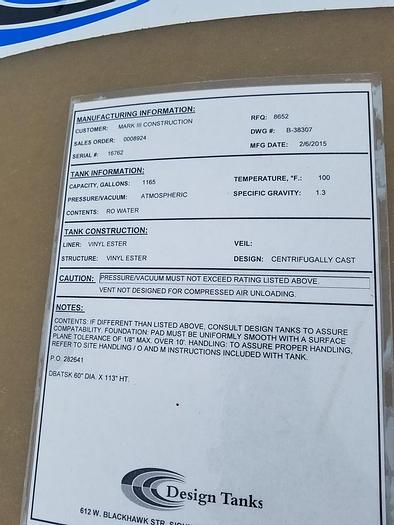 MANUFACTURING INFORMATION:
CUSTOMER: MARK III CONSTRUCTION RFQ: 8652
SALES ORDER: 0008924 DWG #: B-38307
SERIAL #: 16762 MFG DATE: 2/6/2015
TANK INFORMATION:
CAPACITY, GALLONS: 1165 TEMPERATURE, °F.: 100
PRESSURE/VACUUM: ATMOSPHERIC SPECIFIC GRAVITY: 1.3
CONTENTS: RO WATER
TANK CONSTRUCTION:
LINER: VINYL ESTER VEIL:
STRUCTURE: VINYL ESTER DESIGN: CENTRIFUGALLY CAST
CAUTION: PRESSURE/VACUUM MUST NOT EXCEED RATING LISTED ABOVE.
VENT NOT DESIGNED FOR COMPRESSED AIR UNLOADING.
NOTES:
CONTENTS: IF DIFFERENT THAN LISTED ABOVE, CONSULT DESIGN TANKS TO ASSURE
COMPATABILITY. FOUNDATION: PAD MUST BE UNIFORMLY SMOOTH WITH A SURFACE
PLANE TOLERANCE OF 1/8" MAX. OVER 10'. HANDLING: TO ASSURE PROPER HANDLING,
REFER TO SITE HANDLING / O AND M INSTRUCTIONS INCLUDED WITH TANK.
P.O. 282641
DBATSK 60" DIA. X 113" HT.
Design Tanks
612 W. BLACKHAWK STR.